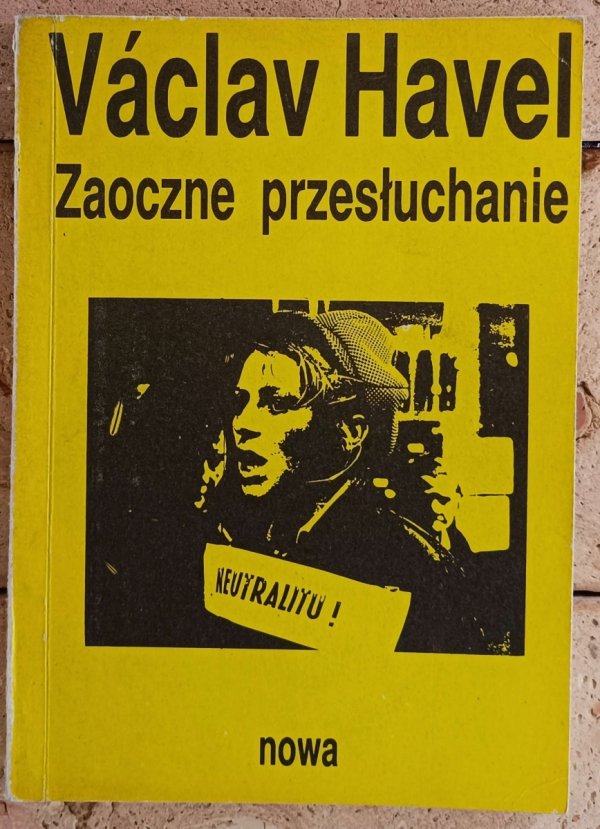 Václav Havel
Zaoczne przesłuchanie
NEUTRALITU !
nowa